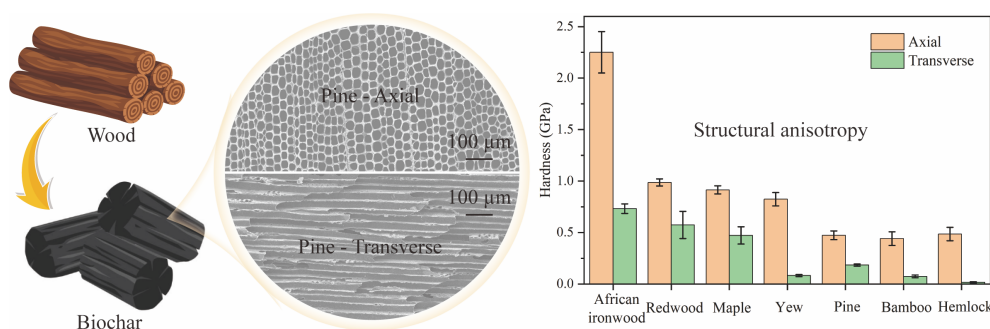 Wood
Biochar
Pine - Axial
100 μm
100 μm
Pine - Transverse
Hardness (GPa)
2.5
2.0
1.5
1.0
0.5
0.0
Axial
Transverse
Structural anisotropy
African
ironwood
Redwood
Maple
Yew
Pine
Bamboo
Hemlock